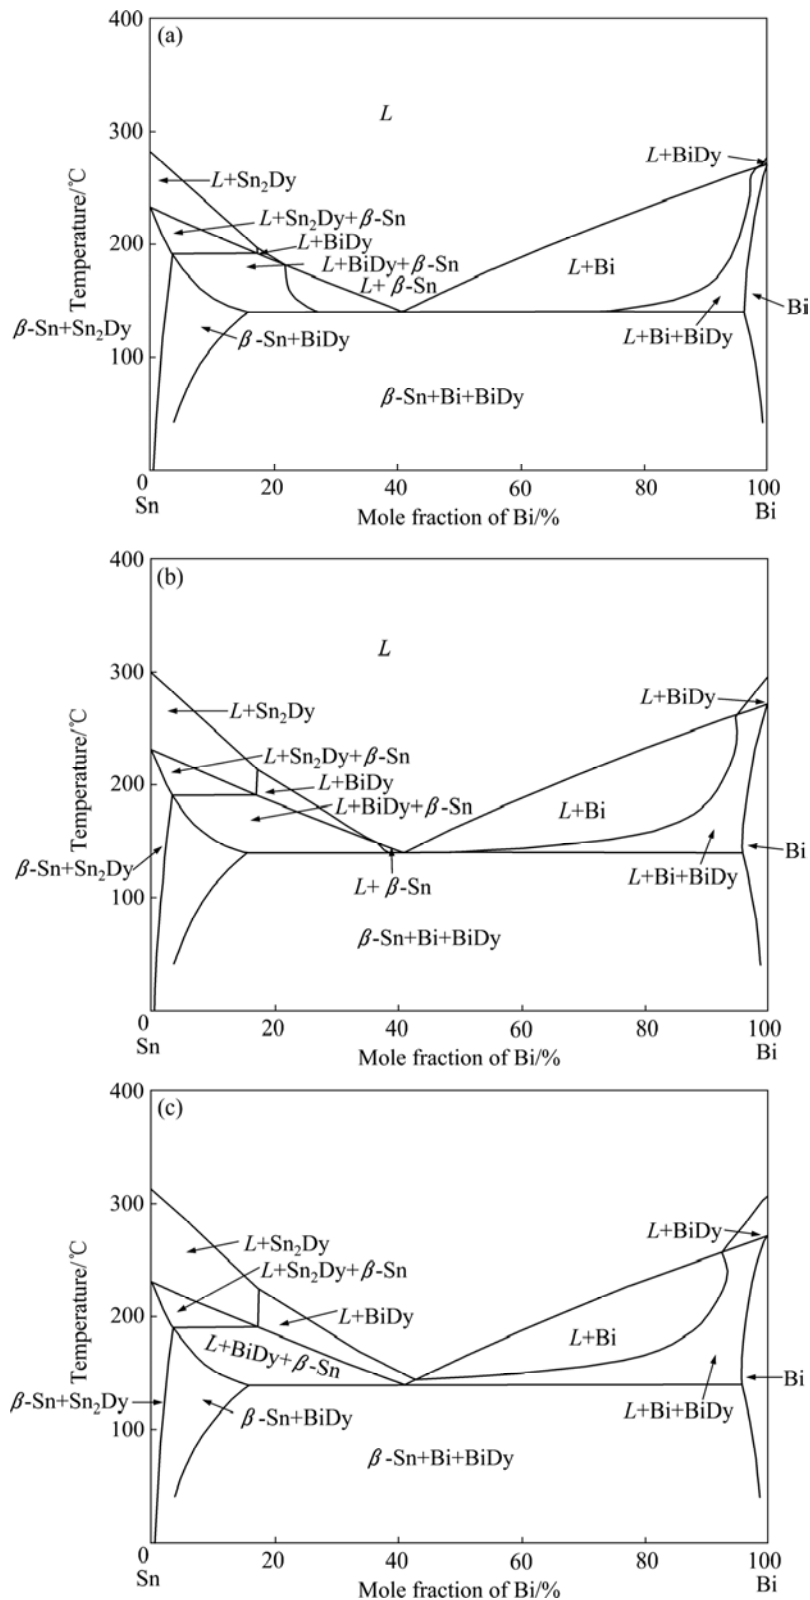 400
(a)
L
300
L+BiDy
L+Sn₂Dy
L+Sn₂Dy+β-Sn
L+BiDy
200
L+BiDy+β-Sn
L+Bi
L+ β-Sn
Temperature/℃
Bi
β-Sn+Sn₂Dy
β-Sn+BiDy
L+Bi+BiDy
100
β-Sn+Bi+BiDy
0 20 40 60 80 100
Sn Mole fraction of Bi/% Bi
400
(b)
L
300
L+BiDy
L+Sn₂Dy
L+Sn₂Dy+β-Sn
L+BiDy
200
L+BiDy+β-Sn
L+Bi
Temperature/℃
Bi
β-Sn+Sn₂Dy
L+Bi+BiDy
L+ β-Sn
100
β-Sn+Bi+BiDy
0 20 40 60 80 100
Sn Mole fraction of Bi/% Bi
400
(c)
300
L+BiDy
L+Sn₂Dy
L+Sn₂Dy+β-Sn
L+BiDy
200
L+Bi
L+BiDy+β-Sn
Temperature/℃
Bi
β-Sn+Sn₂Dy
β-Sn+BiDy
L+Bi+BiDy
100
β-Sn+Bi+BiDy
0 20 40 60 80 100
Sn Mole fraction of Bi/% Bi